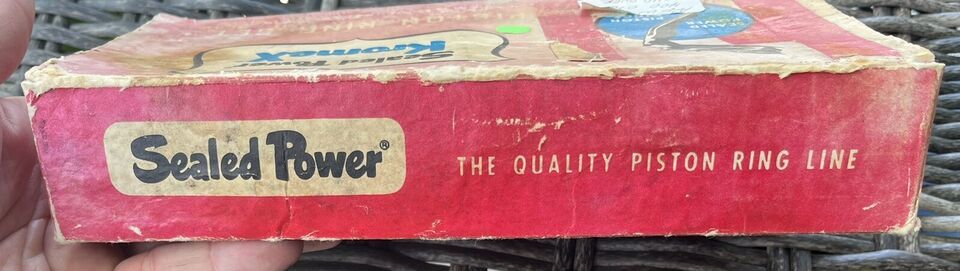 Sealed Power
KromeX
Sealed Power®
THE QUALITY PISTON RING LINE